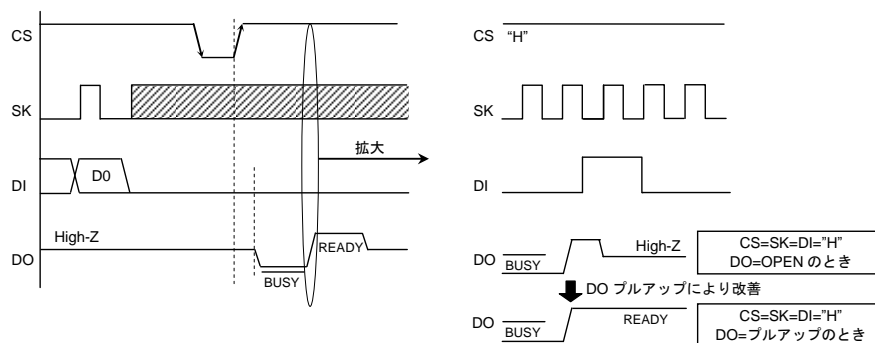 CS
SK
DI
D0
High-Z
DO
BUSY
READY
拡大
CS "H"
SK
DI
DO
BUSY
High-Z
CS=SK=DI="H"
DO=OPEN のとき
DO プルアップにより改善
DO
BUSY
READY
CS=SK=DI="H"
DO=プルアップのとき